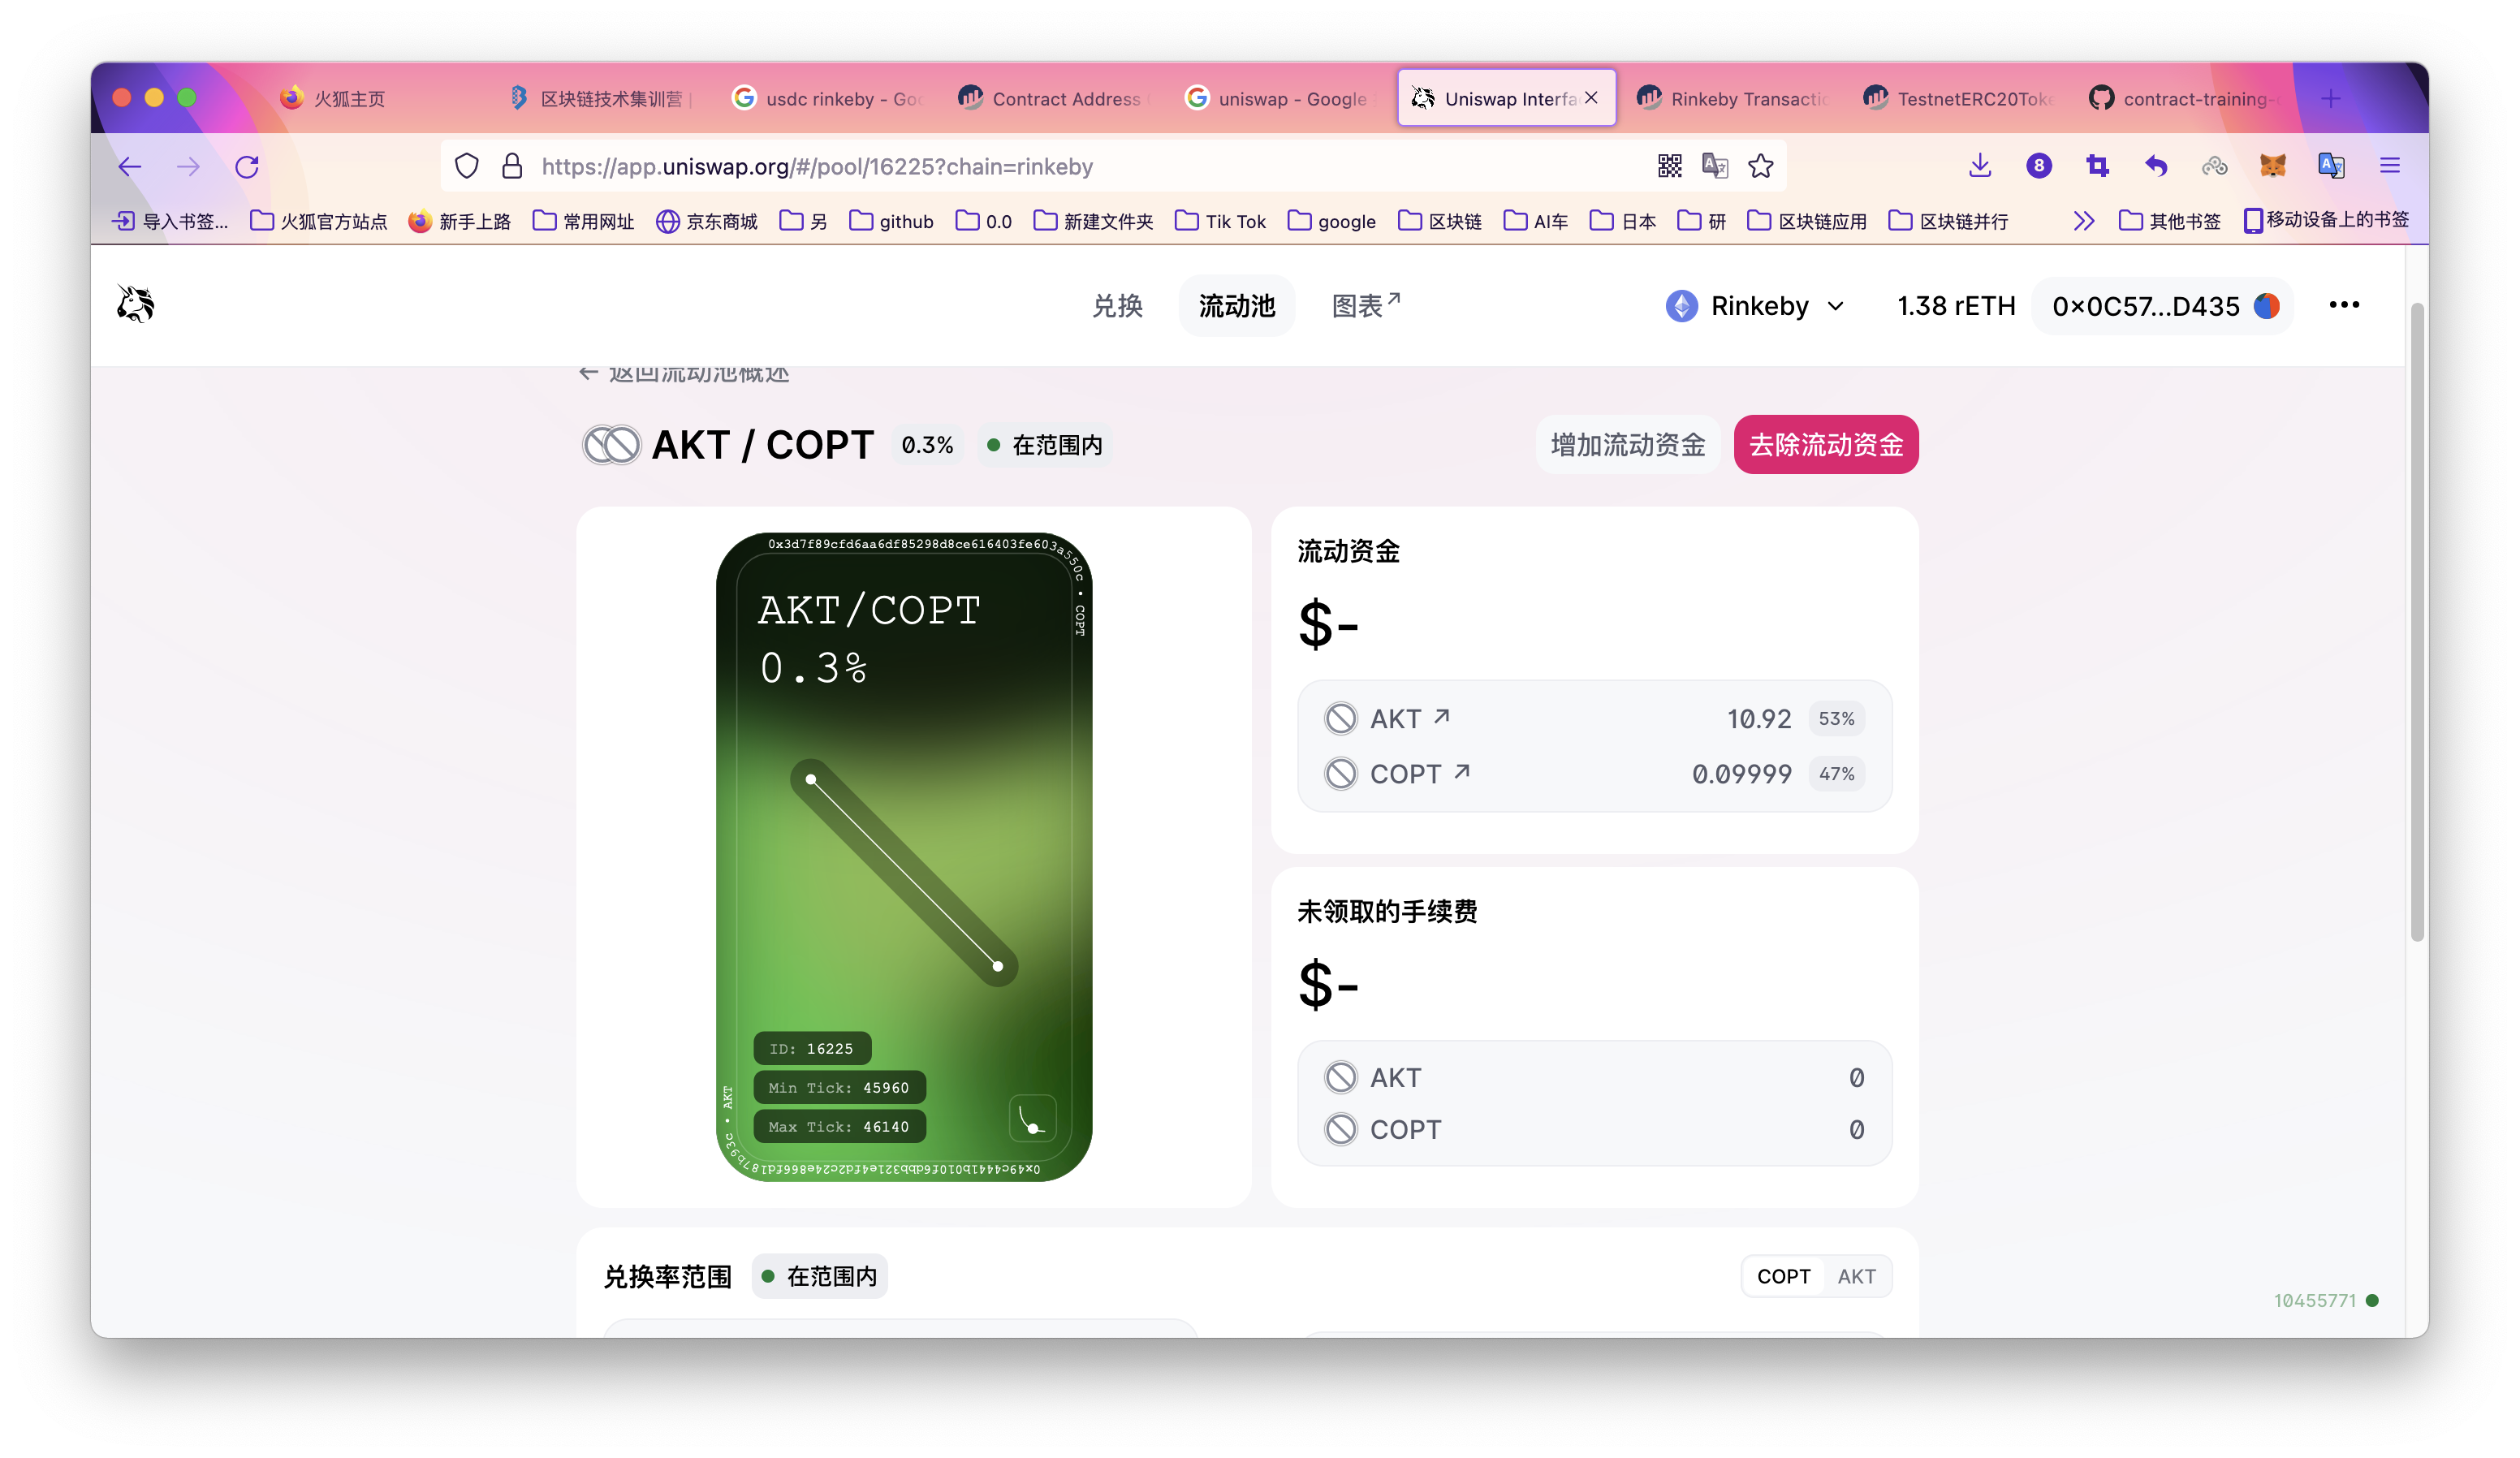 火狐主页
区块链技术集训营 |
usdc rinkeby - Goo
Contract Address
uniswap - Google
Uniswap Interfa
Rinkeby Transactio
TestnetERC20Toke
contract-training-
https://app.uniswap.org/#/pool/16225?chain=rinkeby
8
导入书签...
火狐官方站点
新手上路
常用网址
京东商城
另
github
0.0
新建文件夹
Tik Tok
google
区块链
AI车
日本
研
区块链应用
区块链并行
其他书签
移动设备上的书签
兑换
流动池
图表↗
Rinkeby
1.38 rETH
0x0C57...D435
← 返回流动池概述
AKT / COPT
0.3%
在范围内
增加流动资金
去除流动资金
0x3d7f89cfd6aa6df85298d8ce616403fe603a550c • COPT
AKT/COPT
0.3%
ID: 16225
Min Tick: 45960
Max Tick: 46140
流动资金
$-
AKT ↗ 10.92 53%
COPT ↗ 0.09999 47%
未领取的手续费
$-
AKT 0
COPT 0
兑换率范围
在范围内
COPT AKT
10455771